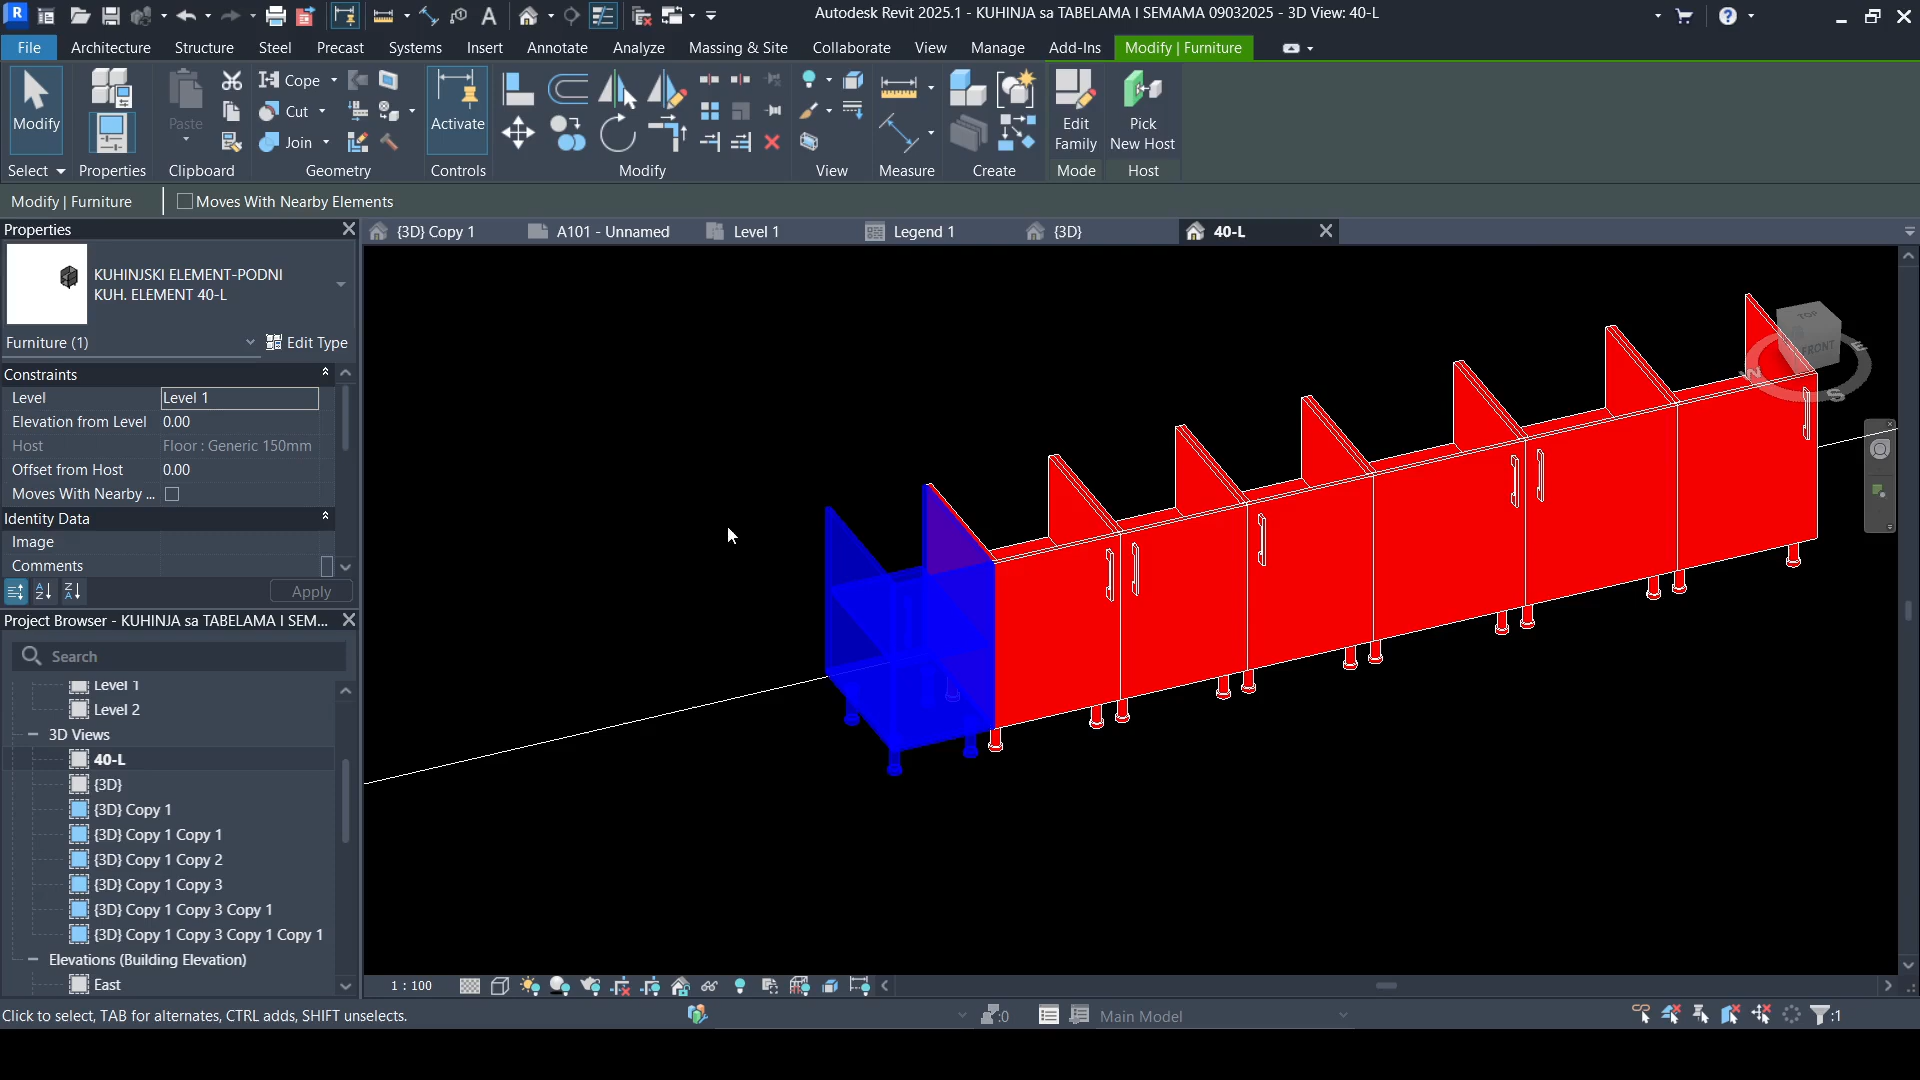 Autodesk Revit 2025.1 - KUHINJA sa TABELAMA I SEMAMA 09032025 - 3D View: 40-L
File Architecture Structure Steel Precast Systems Insert Annotate Analyze Massing & Site Collaborate View Manage Add-Ins Modify | Furniture
Modify
Paste
Cope
Cut
Join
Activate
Edit Family
Pick New Host
Select Properties Clipboard Geometry Controls Modify View Measure Create Mode Host
Modify | Furniture Moves With Nearby Elements
Properties
{3D} Copy 1 A101 - Unnamed Level 1 Legend 1 {3D} 40-L
KUHINJSKI ELEMENT-PODNI
KUH. ELEMENT 40-L
Furniture (1) Edit Type
Constraints
Level Level 1
Elevation from Level 0.00
Host Floor : Generic 150mm
Offset from Host 0.00
Moves With Nearby ...
Identity Data
Image
Comments
Apply
Project Browser - KUHINJA sa TABELAMA I SEM...
Search
Level 1
Level 2
3D Views
40-L
{3D}
{3D} Copy 1
{3D} Copy 1 Copy 1
{3D} Copy 1 Copy 2
{3D} Copy 1 Copy 3
{3D} Copy 1 Copy 3 Copy 1
{3D} Copy 1 Copy 3 Copy 1 Copy 1
Elevations (Building Elevation)
East
TOP
FRONT
W
S
E
1 : 100
Click to select, TAB for alternates, CTRL adds, SHIFT unselects. :0 Main Model :1